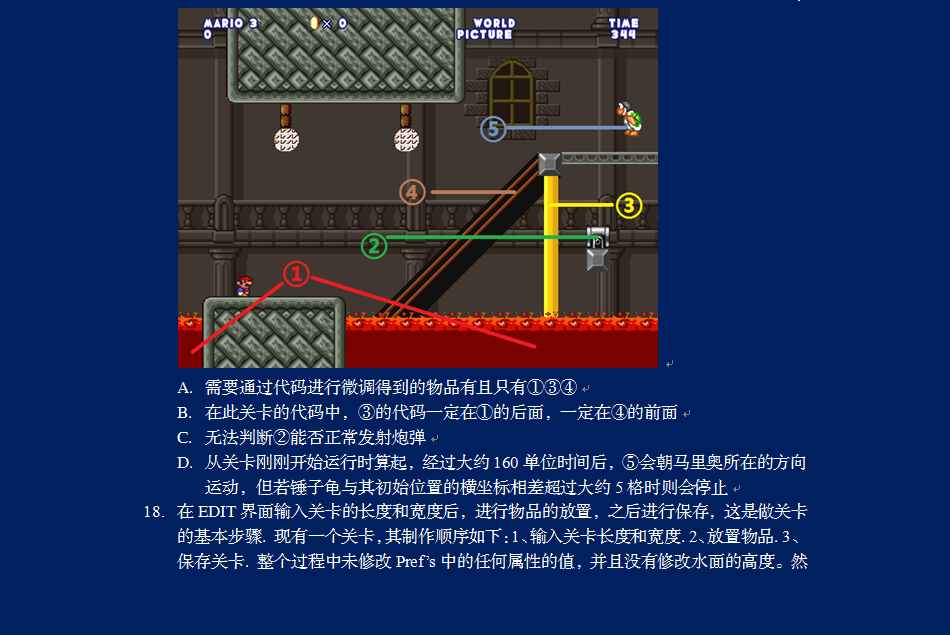 MARIO 3 × 0 WORLD TIME
0 PICTURE 344
⑤
④
③
②
①
A. 需要通过代码进行微调得到的物品有且只有①③④
B. 在此关卡的代码中，③的代码一定在①的后面，一定在④的前面
C. 无法判断②能否正常发射炮弹
D. 从关卡刚刚开始运行时算起，经过大约 160 单位时间后，⑤会朝马里奥所在的方向
运动，但若锤子龟与其初始位置的横坐标相差超过大约 5 格时则会停止
18. 在 EDIT 界面输入关卡的长度和宽度后，进行物品的放置，之后进行保存，这是做关卡
的基本步骤. 现有一个关卡,其制作顺序如下:1、输入关卡长度和宽度. 2、放置物品. 3、
保存关卡. 整个过程中未修改 Pref's 中的任何属性的值，并且没有修改水面的高度。然